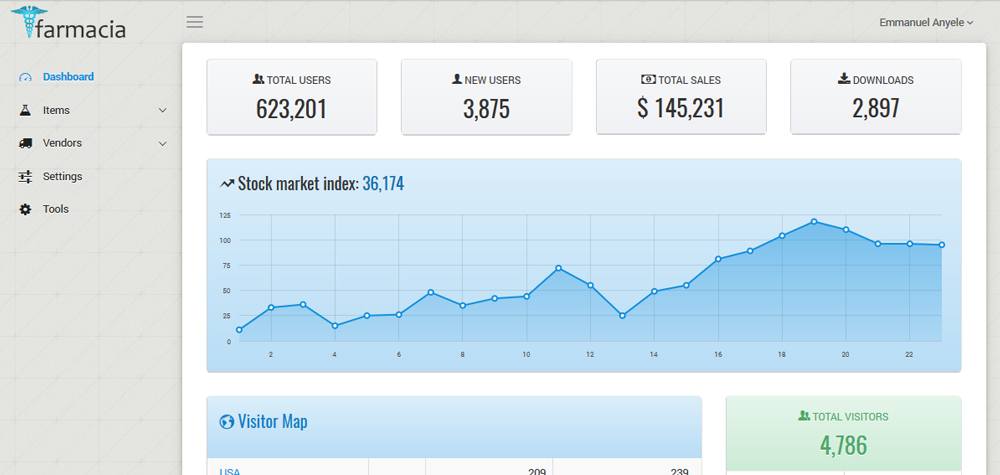 farmacia
Emmanuel Anyele
Dashboard
Items
Vendors
Settings
Tools
TOTAL USERS
623,201
NEW USERS
3,875
TOTAL SALES
$ 145,231
DOWNLOADS
2,897
Stock market index: 36,174
125
100
75
50
25
0
2 4 6 8 10 12 14 16 18 20 22
Visitor Map
USA 209 239
TOTAL VISITORS
4,786